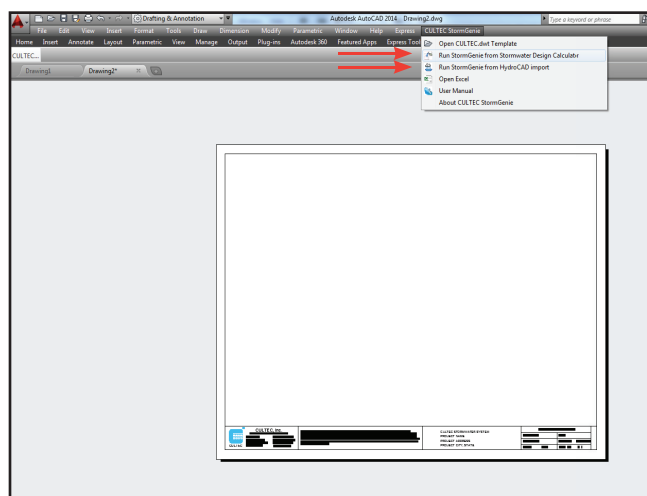 Drafting & Annotation
Autodesk AutoCAD 2014 Drawing2.dwg
Type a keyword or phrase
File Edit View Insert Format Tools Draw Dimension Modify Parametric Window Help Express CULTEC StormGenie
Home Insert Annotate Layout Parametric View Manage Output Plug-ins Autodesk 360 Featured Apps Express Tool
Open CULTEC.dwt Template
CULTEC...
Run StormGenie from Stormwater Design Calculator
Run StormGenie from HydroCAD import
Drawing1 Drawing2*
Open Excel
User Manual
About CULTEC StormGenie
CULTEC, Inc.
CULTEC
CULTEC STORMWATER SYSTEM
PROJECT NAME
PROJECT ADDRESS
PROJECT CITY, STATE